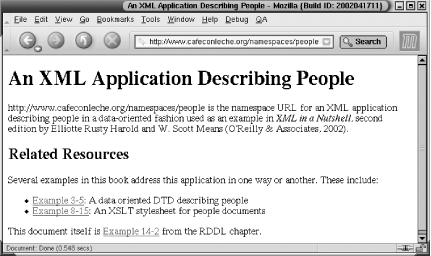 An XML Application Describing People - Mozilla {Build ID: 2002041711}
File Edit View Go Bookmarks Tools Window Help Debug QA
http://www.cafeconleche.org/namespaces/people Search
An XML Application Describing People
http://www.cafeconleche.org/namespaces/people is the namespace URL for an XML application
describing people in a data-oriented fashion used as an example in XML in a Nutshell, second
edition by Elliotte Rusty Harold and W. Scott Means (O'Reilly & Associates, 2002).
Related Resources
Several examples in this book address this application in one way or another. These include:
• Example 3-5: A data oriented DTD describing people
• Example 8-15: An XSLT stylesheet for people documents
This document itself is Example 14-2 from the RDDL chapter.
Document: Done (0.548 secs)